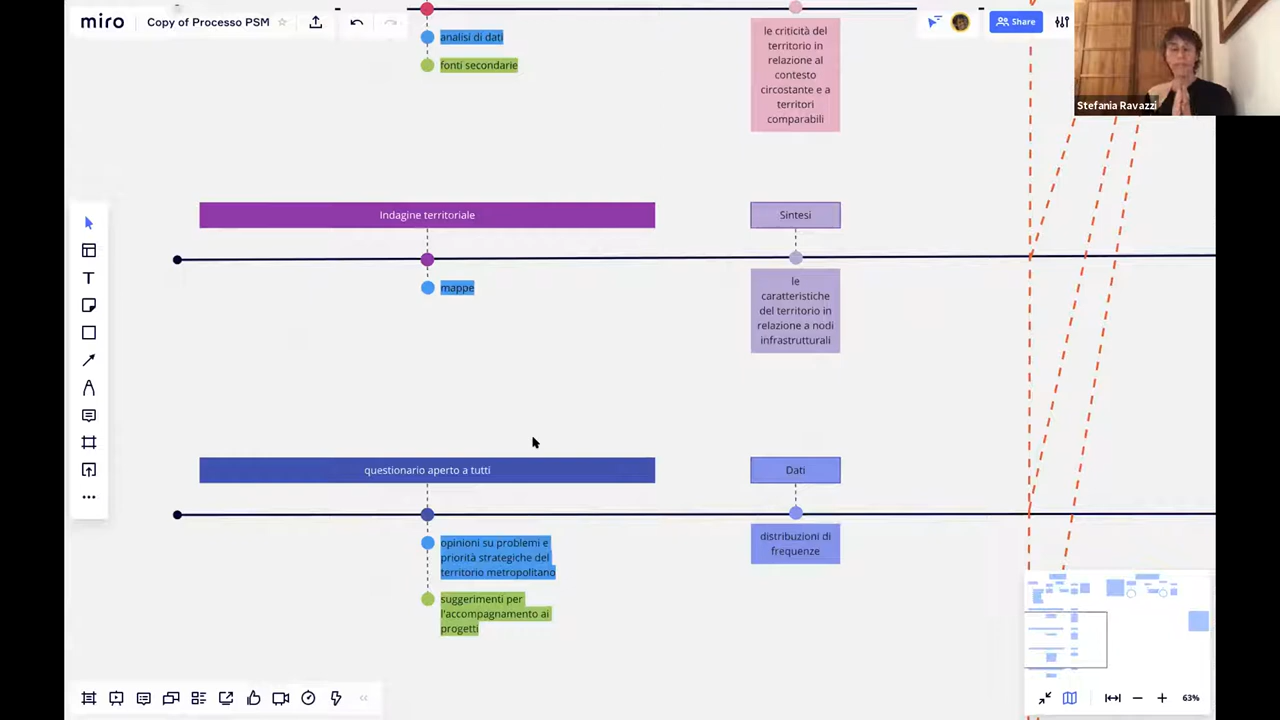 miro
Copy of Processo PSM
Share
Stefania Ravazzi
analisi di dati
fonti secondarie
le criticità del
territorio in
relazione al
contesto
circostante e a
territori
comparabili
Indagine territoriale
Sintesi
mappe
le
caratteristiche
del territorio in
relazione a nodi
infrastrutturali
questionario aperto a tutti
Dati
opinioni su problemi e
priorità strategiche del
territorio metropolitano
distribuzioni di
frequenze
suggerimenti per
l'accompagnamento ai
progetti
63%